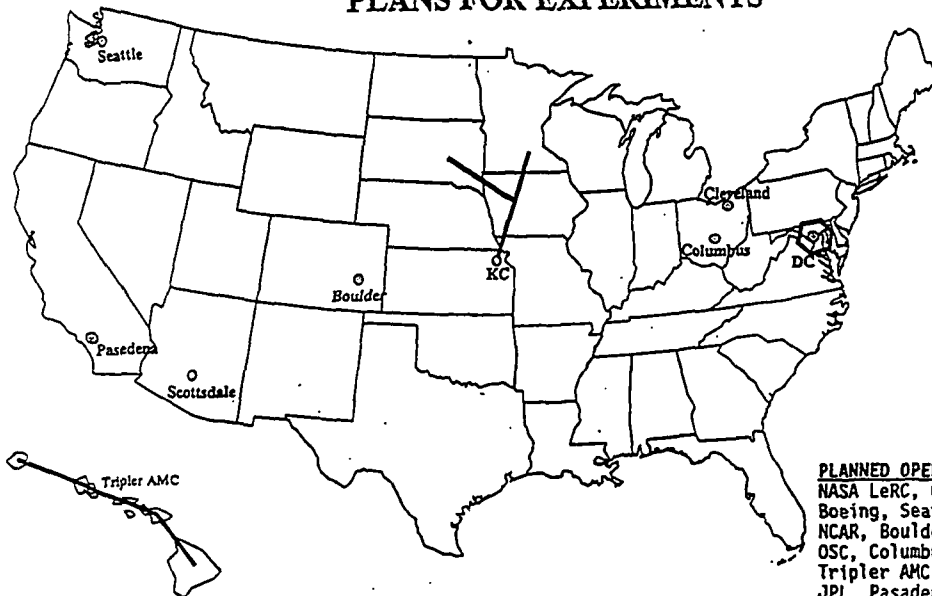 PLANS FOR EXPERIMENTS
Seattle
Cleveland
Columbus
DC
KC
Boulder
Pasedena
Scottsdale
Tripler AMC
PLANNED OPE
NASA LeRC,
Boeing, Sea
NCAR, Bould
OSC, Columb
Tripler AMC
JPL, Pasade